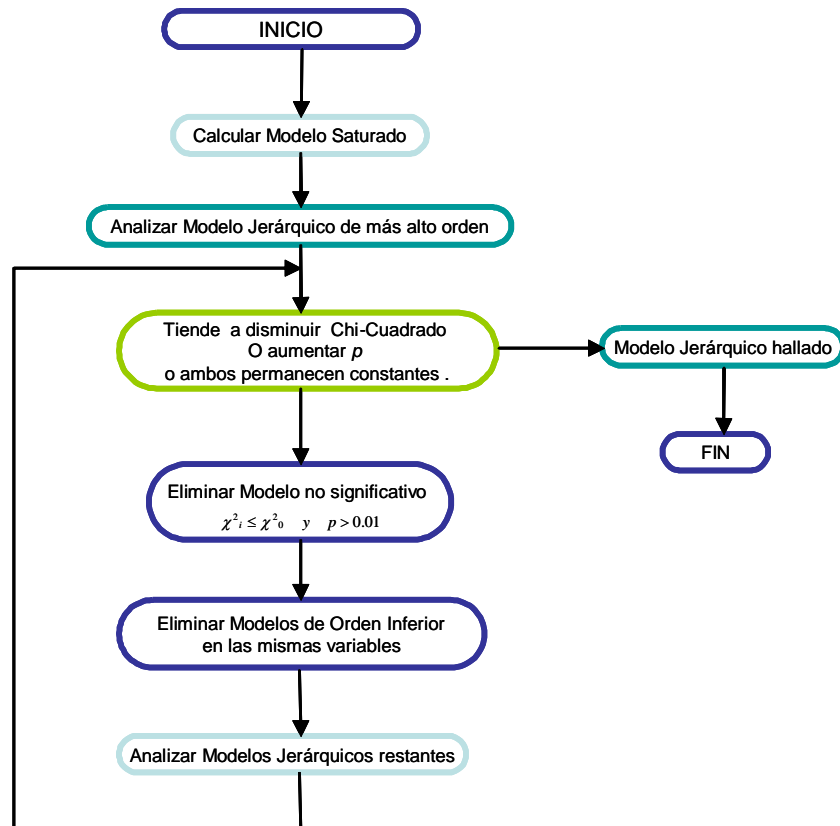 INICIO
Calcular Modelo Saturado
Analizar Modelo Jerárquico de más alto orden
Tiende a disminuir Chi-Cuadrado
O aumentar p
o ambos permanecen constantes .
Modelo Jerárquico hallado
FIN
Eliminar Modelo no significativo
χ²ᵢ ≤ χ²₀ y p > 0.01
Eliminar Modelos de Orden Inferior
en las mismas variables
Analizar Modelos Jerárquicos restantes